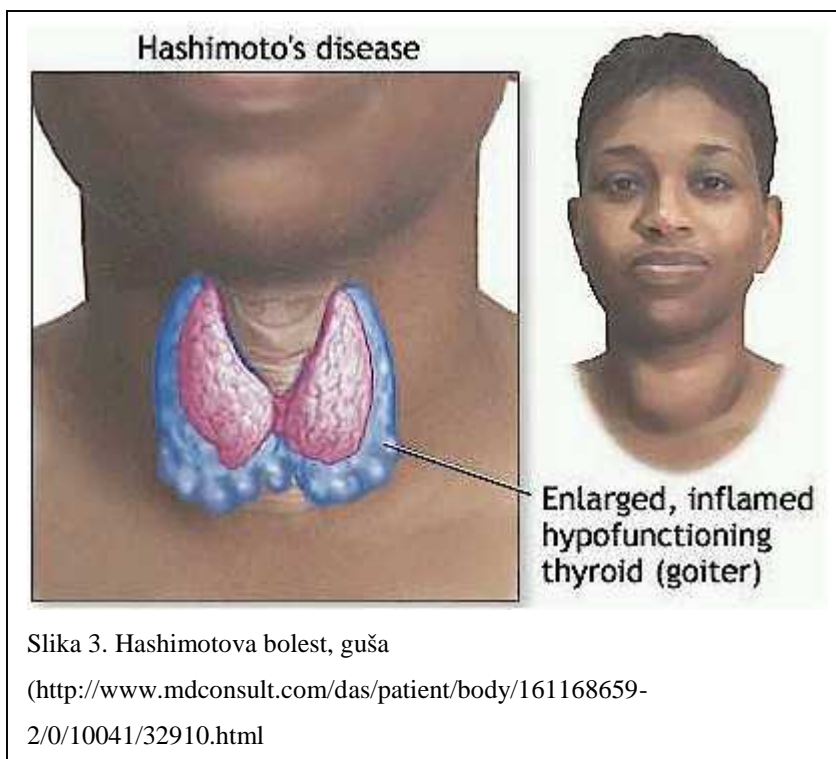 Hashimoto's disease
Enlarged, inflamed
hypofunctioning
thyroid (goiter)
Slika 3. Hashimotova bolest, guša
(http://www.mdconsult.com/das/patient/body/161168659-
2/0/10041/32910.html